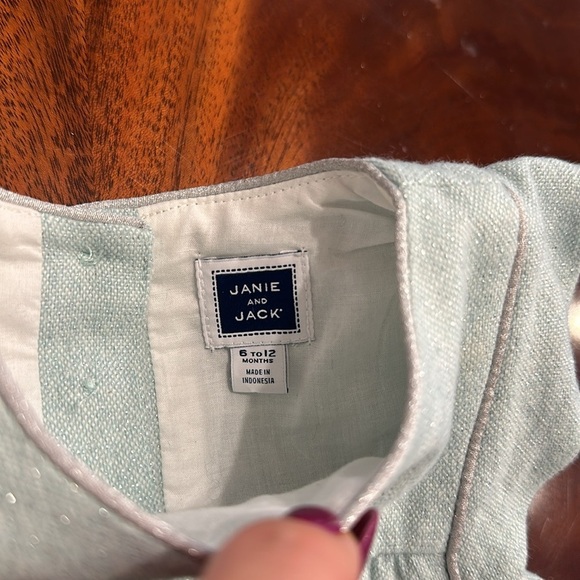 JANIE
AND
JACK
6 TO 12
MONTHS
MADE IN
INDONESIA